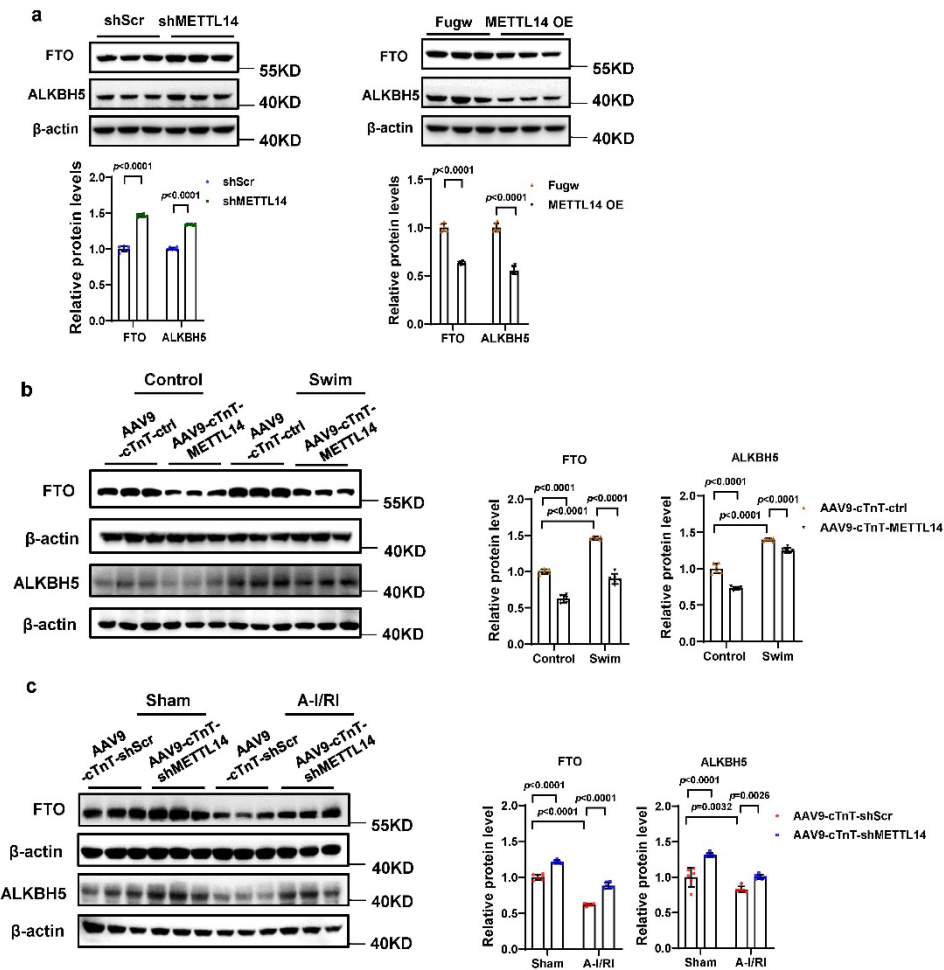 a
shScr shMETTL14
FTO
55KD
ALKBH5
40KD
β-actin
40KD
Fugw METTL14 OE
FTO
55KD
ALKBH5
40KD
β-actin
40KD
Relative protein levels
2.0
1.5
1.0
0.5
0.0
p<0.0001
p<0.0001
FTO ALKBH5
shScr
shMETTL14
Relative protein levels
1.5
1.0
0.5
0.0
p<0.0001
p<0.0001
FTO ALKBH5
Fugw
METTL14 OE
b
Control Swim
AAV9
-cTnT-ctrl
AAV9-cTnT-
METTL14
AAV9
-cTnT-ctrl
AAV9-cTnT-
METTL14
FTO
55KD
β-actin
40KD
ALKBH5
40KD
β-actin
40KD
FTO
Relative protein level
2.0
1.5
1.0
0.5
0.0
p<0.0001
p<0.0001
p<0.0001
Control Swim
ALKBH5
Relative protein level
2.0
1.5
1.0
0.5
0.0
p<0.0001
p<0.0001
p<0.0001
Control Swim
AAV9-cTnT-ctrl
AAV9-cTnT-METTL14
c
Sham A-I/RI
AAV9
-cTnT-shScr
AAV9-cTnT-
shMETTL14
AAV9
-cTnT-shScr
AAV9-cTnT-
shMETTL14
FTO
55KD
β-actin
40KD
ALKBH5
40KD
β-actin
40KD
FTO
Relative protein level
2.0
1.5
1.0
0.5
0.0
p<0.0001
p<0.0001
p<0.0001
Sham A-I/RI
ALKBH5
Relative protein level
2.0
1.5
1.0
0.5
0.0
p<0.0001
p=0.0026
p=0.0032
Sham A-I/RI
AAV9-cTnT-shScr
AAV9-cTnT-shMETTL14